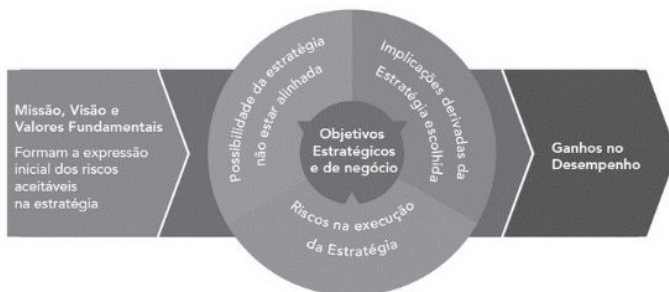 Missão, Visão e
Valores Fundamentais
Formam a expressão
inicial dos riscos
aceitáveis
na estratégia
Possibilidade da estratégia
não estar alinhada
Implicações derivadas da
Estratégia escolhida
Objetivos
Estratégicos
e de negócio
Riscos na execução
da Estratégia
Ganhos no
Desempenho